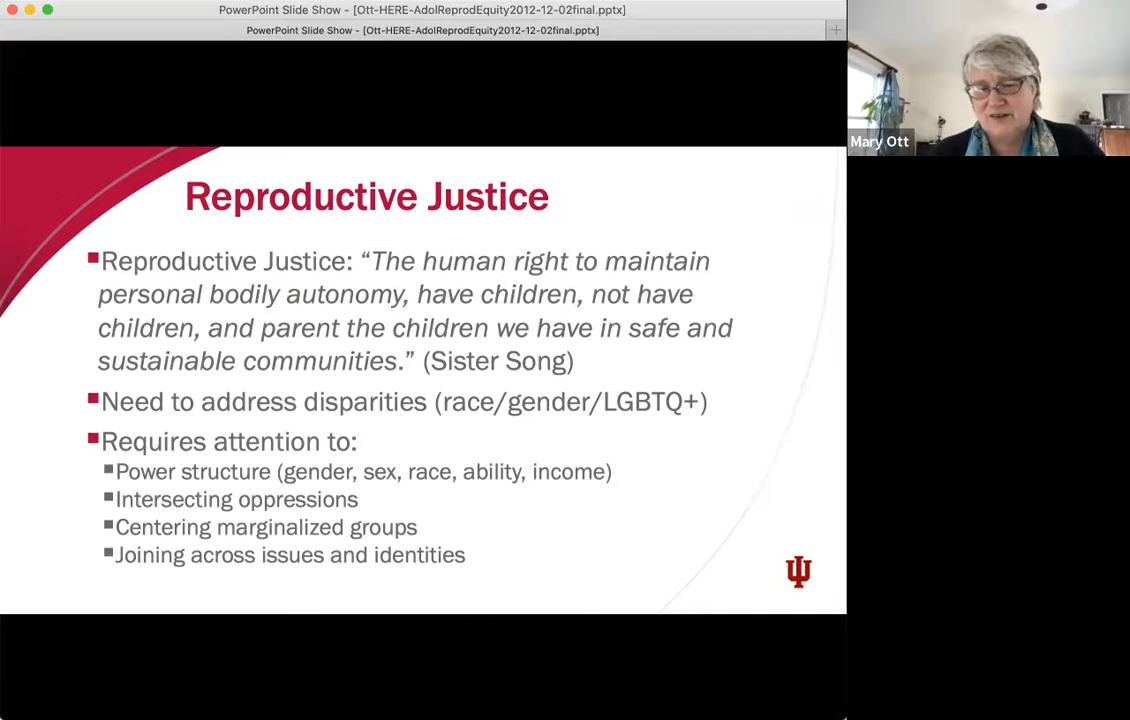 PowerPoint Slide Show - [Ott-HERE-AdolReprodEquity2012-12-02final.pptx]
PowerPoint Slide Show - [Ott-HERE-AdolReprodEquity2012-12-02final.pptx]
Mary Ott
Reproductive Justice
Reproductive Justice: “The human right to maintain
personal bodily autonomy, have children, not have
children, and parent the children we have in safe and
sustainable communities.” (Sister Song)
Need to address disparities (race/gender/LGBTQ+)
Requires attention to:
Power structure (gender, sex, race, ability, income)
Intersecting oppressions
Centering marginalized groups
Joining across issues and identities